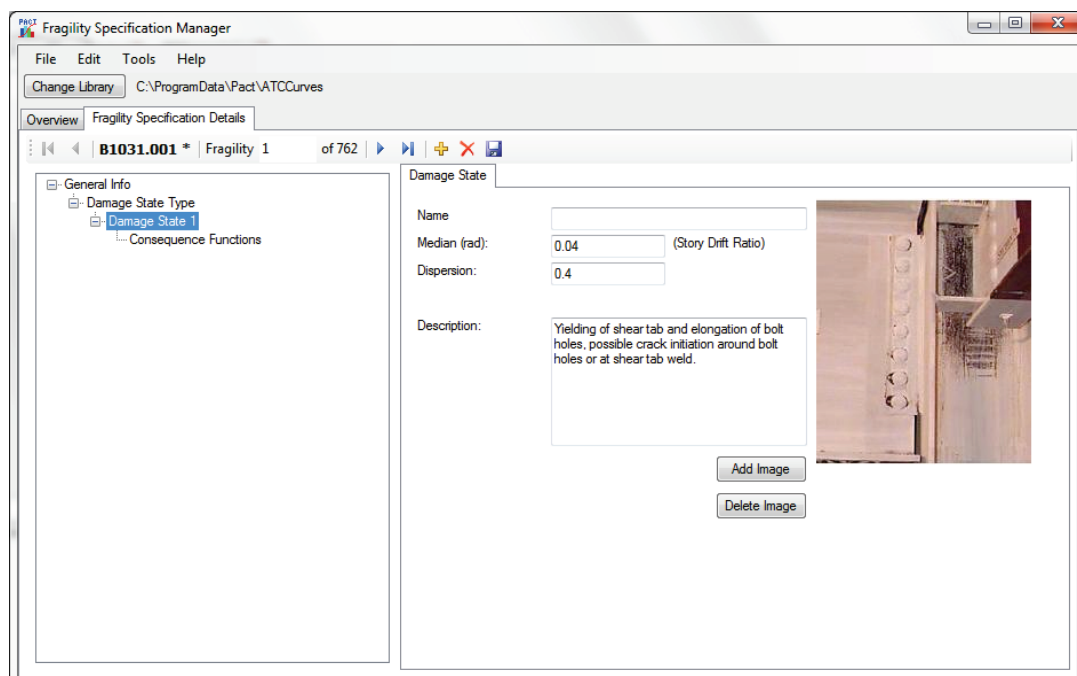 PACT
Fragility Specification Manager
File Edit Tools Help
Change Library C:\ProgramData\Pact\ATCCurves
Overview Fragility Specification Details
B1031.001 * Fragility 1 of 762
General Info
Damage State Type
Damage State 1
Consequence Functions
Damage State
Name
Median (rad): 0.04 (Story Drift Ratio)
Dispersion: 0.4
Description: Yielding of shear tab and elongation of bolt
holes, possible crack initiation around bolt
holes or at shear tab weld.
Add Image
Delete Image